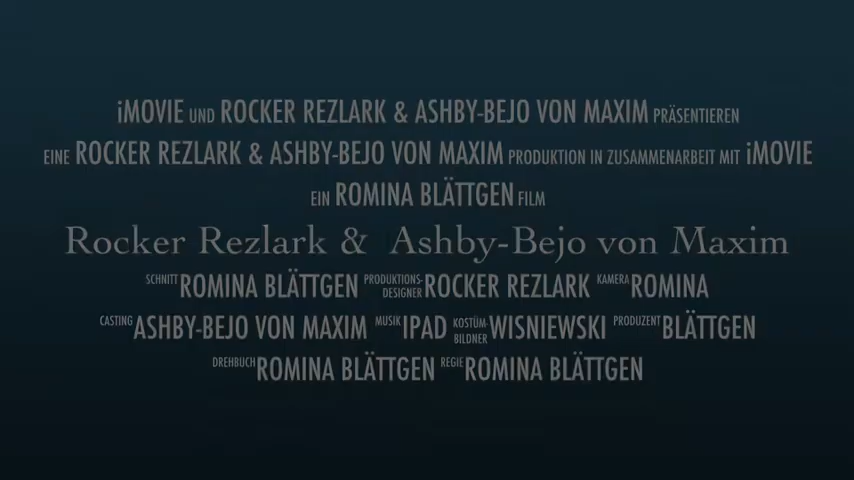 iMOVIE UND ROCKER REZLARK & ASHBY-BEJO VON MAXIM PRÄSENTIEREN
EINE ROCKER REZLARK & ASHBY-BEJO VON MAXIM PRODUKTION IN ZUSAMMENARBEIT MIT iMOVIE
EIN ROMINA BLÄTTGEN FILM
Rocker Rezlark & Ashby-Bejo von Maxim
SCHNITT ROMINA BLÄTTGEN PRODUKTIONS-DESIGNER ROCKER REZLARK KAMERA ROMINA
CASTING ASHBY-BEJO VON MAXIM MUSIK IPAD KOSTÜM-BILDNER WISNIEWSKI PRODUZENT BLÄTTGEN
DREHBUCH ROMINA BLÄTTGEN REGIE ROMINA BLÄTTGEN